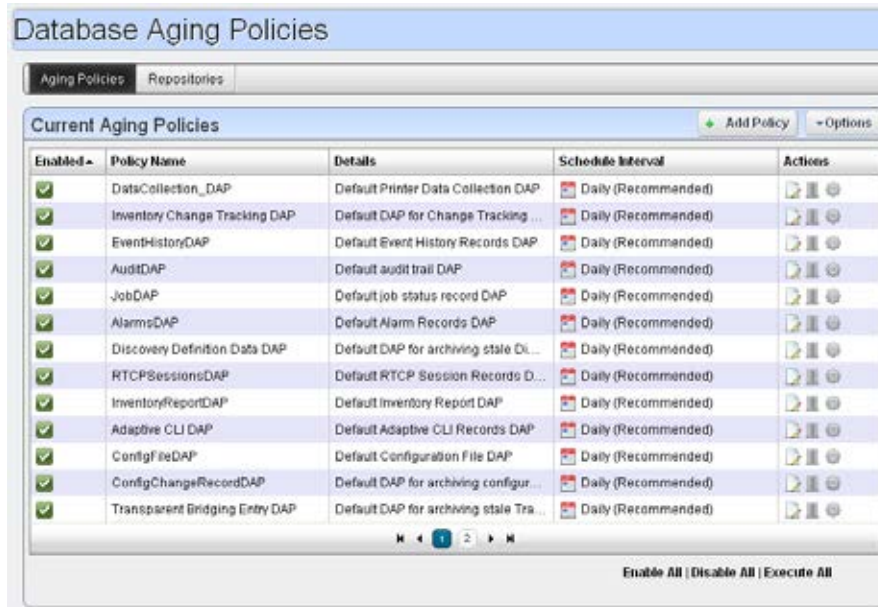 Database Aging Policies
Aging Policies Repositories
Current Aging Policies Add Policy Options
Enabled Policy Name Details Schedule Interval Actions
DataCollection_DAP Default Printer Data Collection DAP Daily (Recommended)
Inventory Change Tracking DAP Default DAP for Change Tracking ... Daily (Recommended)
EventHistoryDAP Default Event History Records DAP Daily (Recommended)
AuditDAP Default audit trail DAP Daily (Recommended)
JobDAP Default job status record DAP Daily (Recommended)
AlarmsDAP Default Alarm Records DAP Daily (Recommended)
Discovery Definition Data DAP Default DAP for archiving stale Di... Daily (Recommended)
RTCPSessionsDAP Default RTCP Session Records D... Daily (Recommended)
InventoryReportDAP Default Inventory Report DAP Daily (Recommended)
Adaptive CLI DAP Default Adaptive CLI Records DAP Daily (Recommended)
ConfigFileDAP Default Configuration File DAP Daily (Recommended)
ConfigChangeRecordDAP Default DAP for archiving configur... Daily (Recommended)
Transparent Bridging Entry DAP Default DAP for archiving stale Tra... Daily (Recommended)
1 2
Enable All | Disable All | Execute All